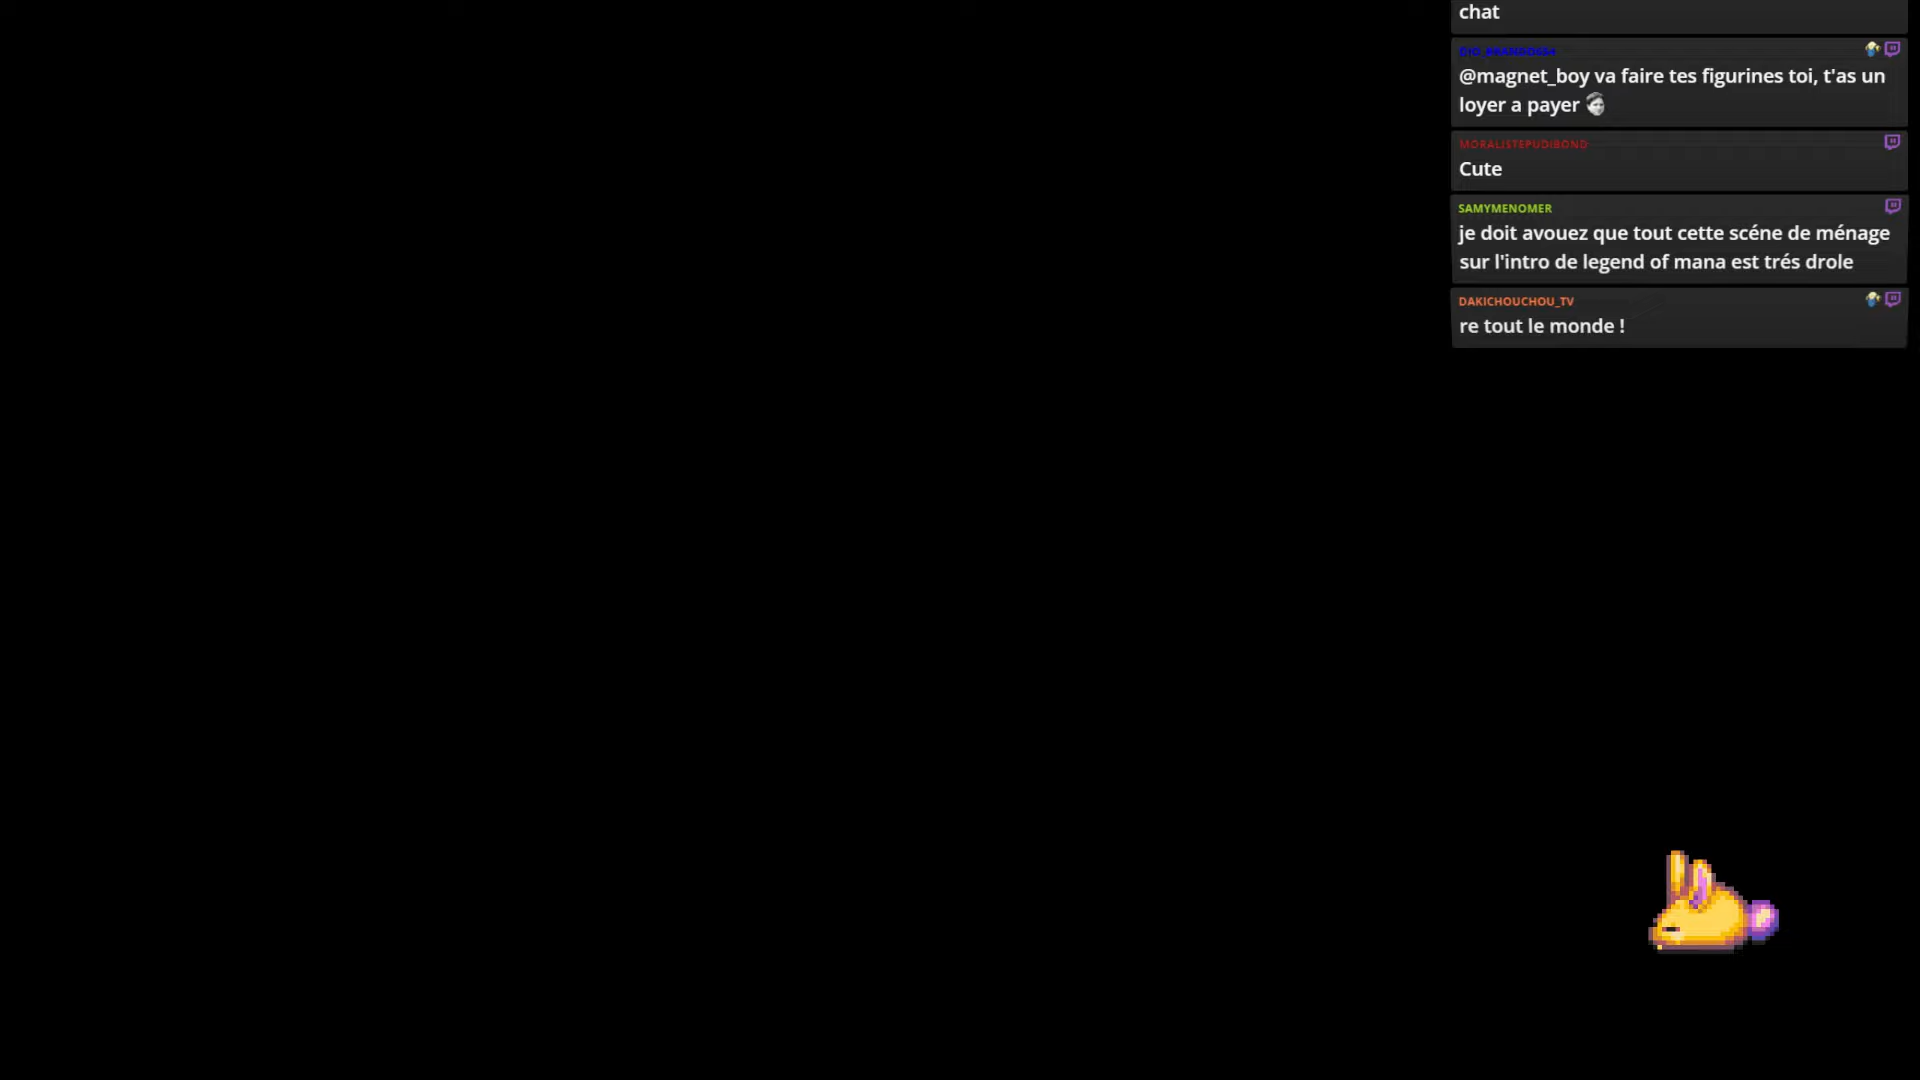 chat
@magnet_boy va faire tes figurines toi, t'as un
loyer a payer
MORALISTEPUDIBOND
Cute
SAMYMENOMER
je doit avouez que tout cette scéne de ménage
sur l'intro de legend of mana est trés drole
DAKICHOUCHOU_TV
re tout le monde !